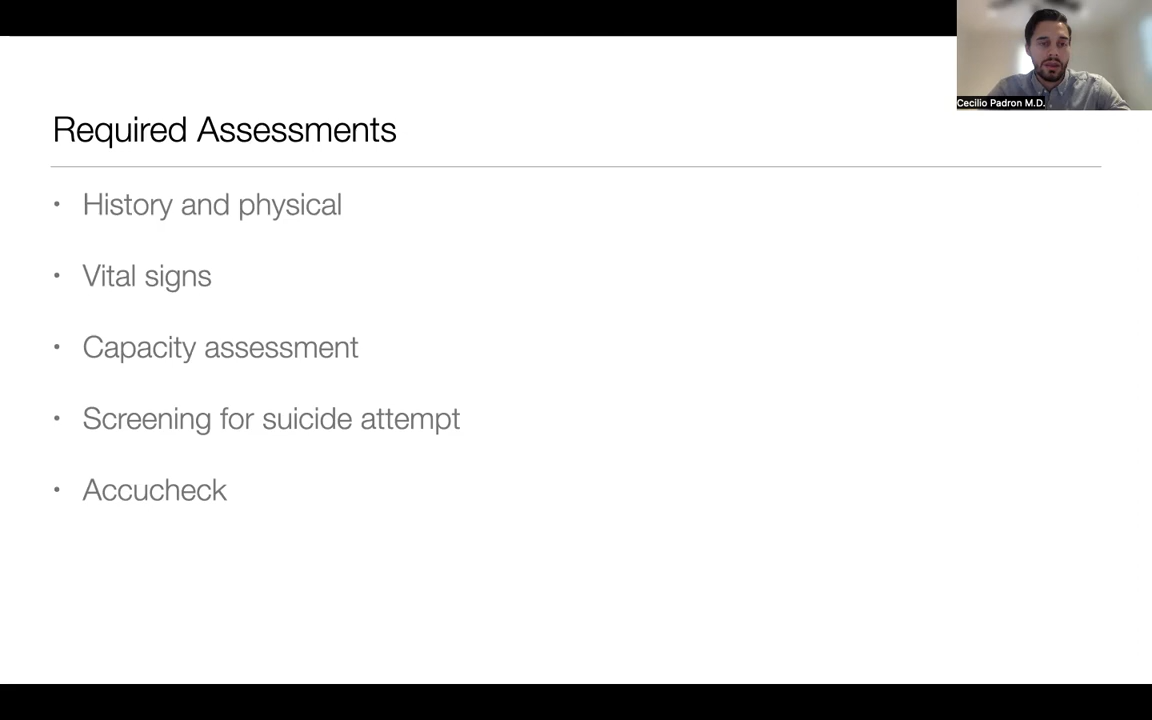 Cecilio Padron M.D.
Required Assessments
• History and physical
• Vital signs
• Capacity assessment
• Screening for suicide attempt
• Accucheck